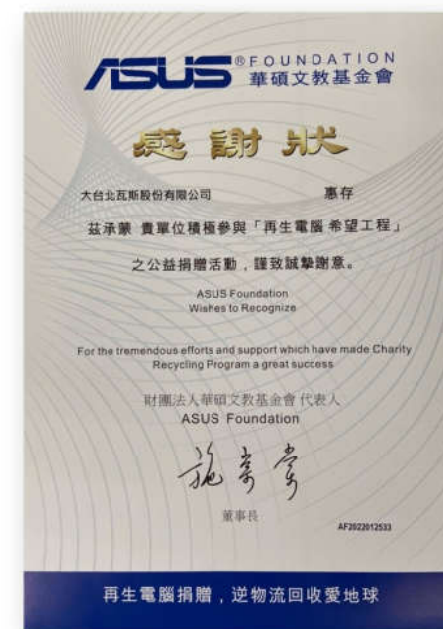 ASUS® FOUNDATION
華碩文教基金會
感謝狀
大台北瓦斯股份有限公司 惠存
茲承蒙 貴單位積極參與「再生電腦 希望工程」
之公益捐贈活動，謹致誠摯謝意。
ASUS Foundation
Wishes to Recognize
For the tremendous efforts and support which have made Charity
Recycling Program a great success
財團法人華碩文教基金會 代表人
ASUS Foundation
施崇棠
董事長
AF2022012533
再生電腦捐贈，逆物流回收愛地球